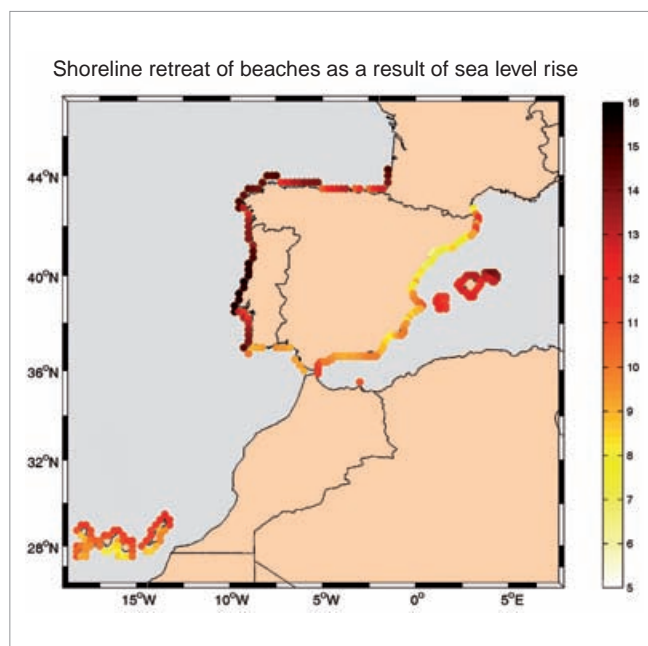 Shoreline retreat of beaches as a result of sea level rise
44°N
40°N
36°N
32°N
28°N
15°W
10°W
5°W
0°
5°E
16
15
14
13
12
11
10
9
8
7
6
5